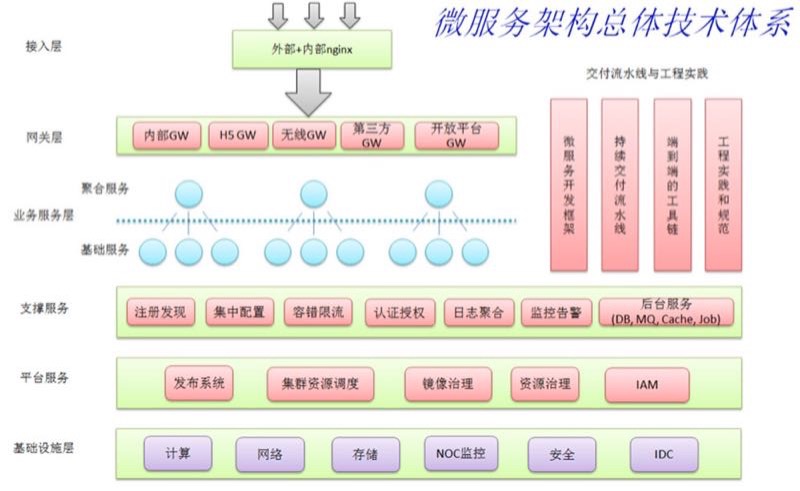 微服务架构总体技术体系
接入层
外部+内部nginx
交付流水线与工程实践
网关层
内部GW
H5 GW
无线GW
第三方
GW
开放平台
GW
微服务开发框架
持续交付流水线
端到端的工具链
工程实践和规范
聚合服务
业务服务层
基础服务
支撑服务
注册发现
集中配置
容错限流
认证授权
日志聚合
监控告警
后台服务
(DB, MQ, Cache, Job)
平台服务
发布系统
集群资源调度
镜像治理
资源治理
IAM
基础设施层
计算
网络
存储
NOC监控
安全
IDC